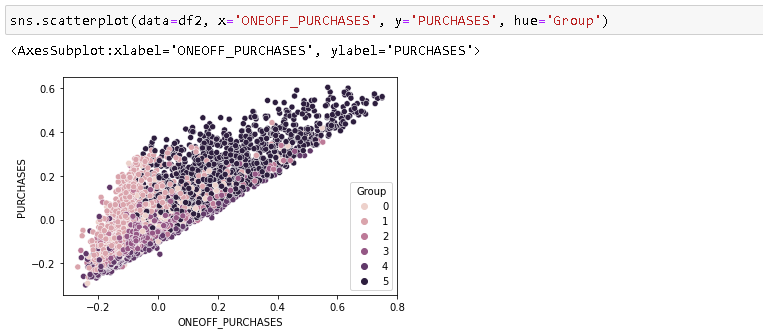 sns.scatterplot(data=df2, x='ONEOFF_PURCHASES', y='PURCHASES', hue='Group')
<AxesSubplot:xlabel='ONEOFF_PURCHASES', ylabel='PURCHASES'>
0.6
0.4
0.2
0.0
−0.2
PURCHASES
Group
0
1
2
3
4
5
−0.2 0.0 0.2 0.4 0.6 0.8
ONEOFF_PURCHASES